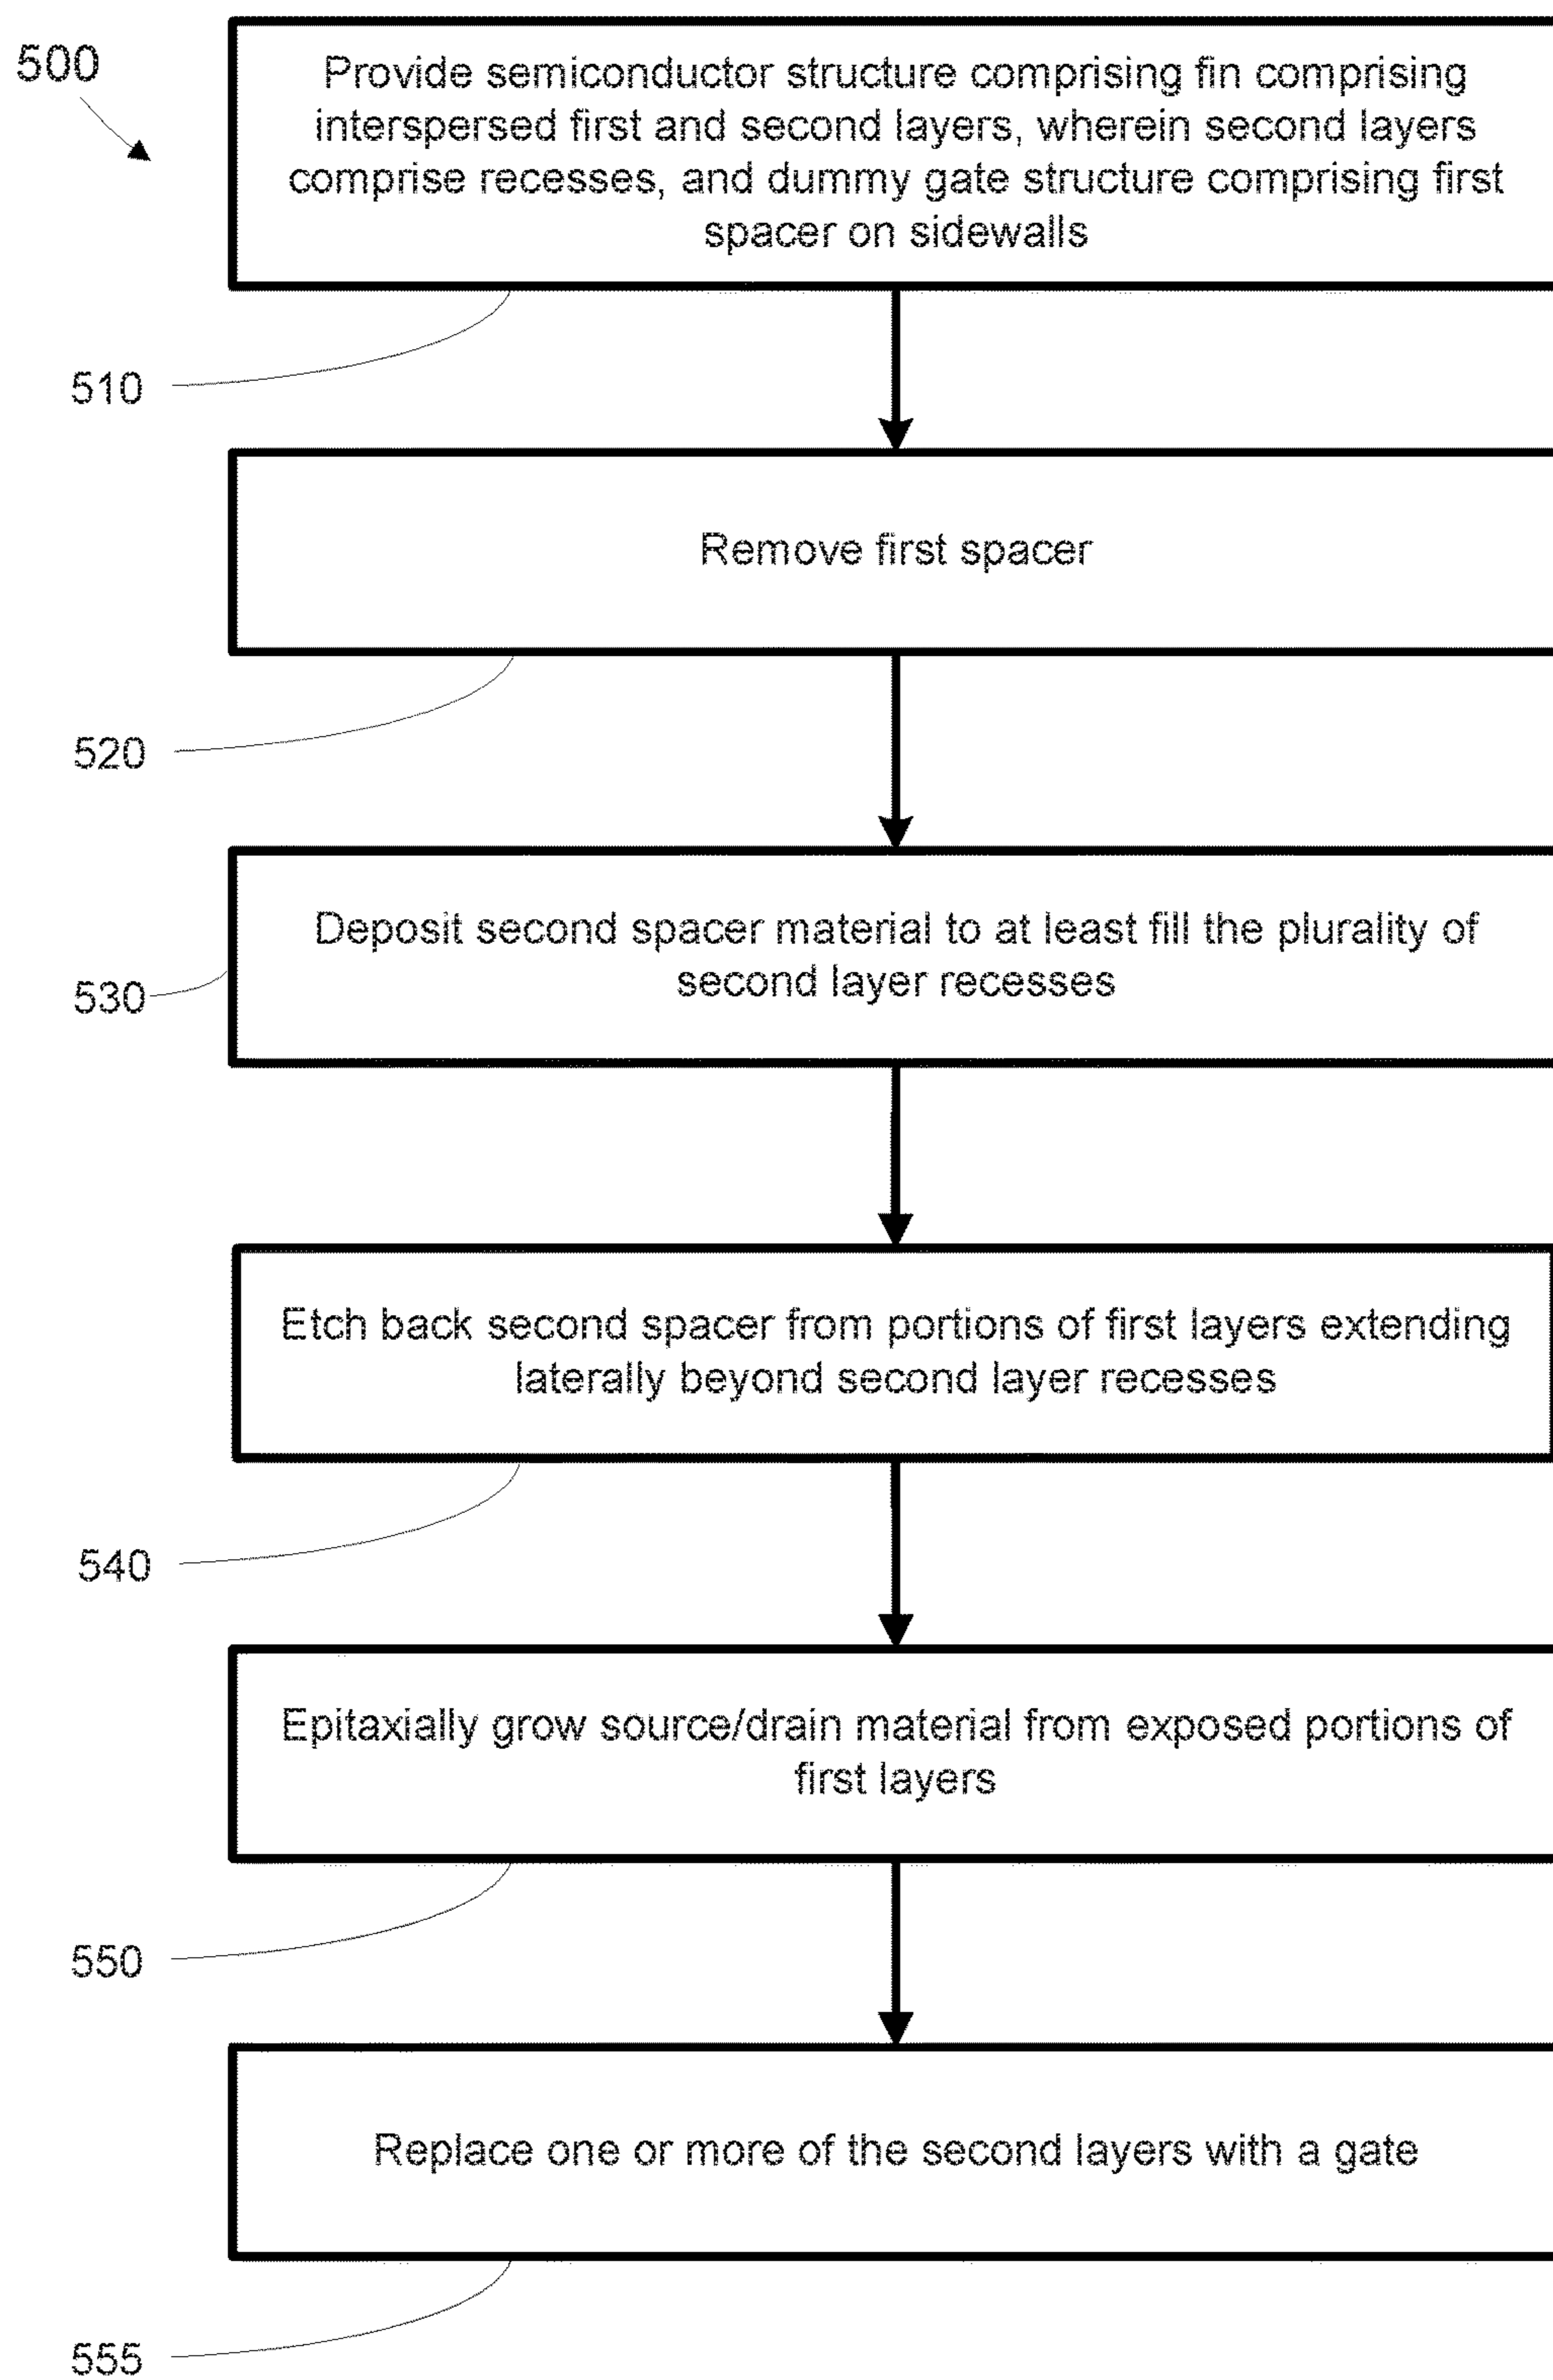 500
Provide semiconductor structure comprising fin comprising
interspersed first and second layers, wherein second layers
comprise recesses, and dummy gate structure comprising first
spacer on sidewalls
510
Remove first spacer
520
Deposit second spacer material to at least fill the plurality of
second layer recesses
530
Etch back second spacer from portions of first layers extending
laterally beyond second layer recesses
540
Epitaxially grow source/drain material from exposed portions of
first layers
550
Replace one or more of the second layers with a gate
555